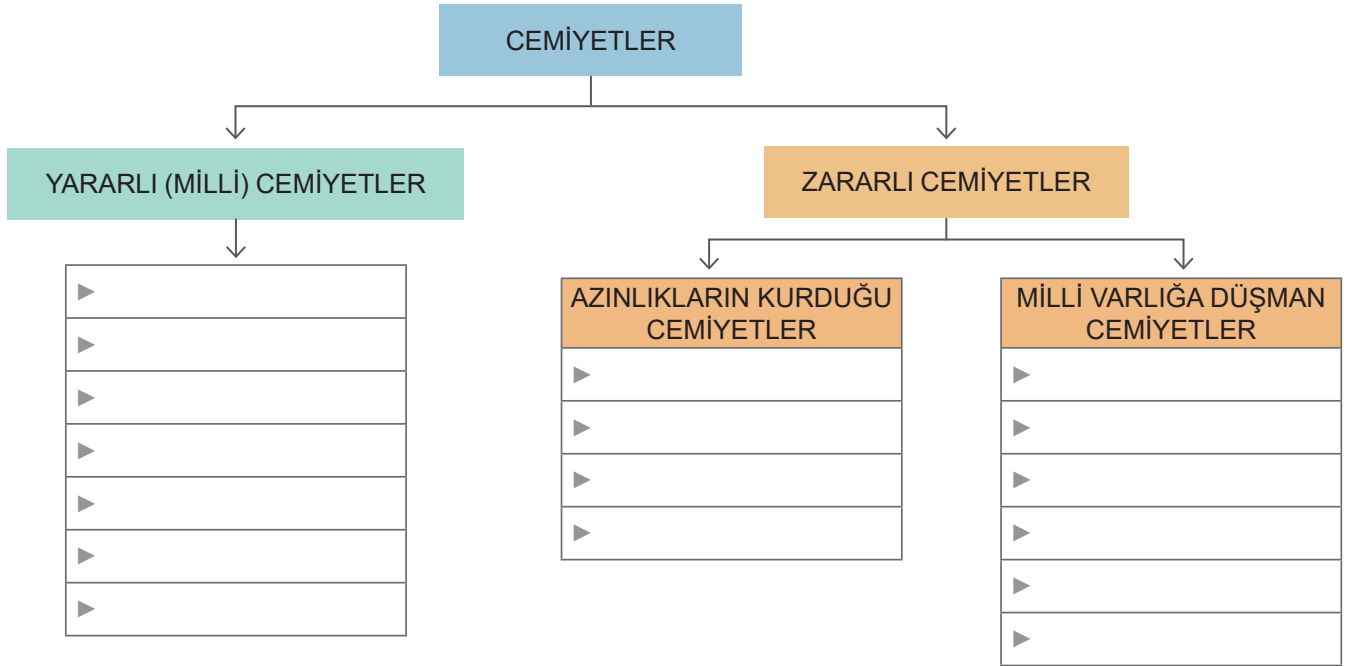 CEMİYETLER
YARARLI (MİLLİ) CEMİYETLER
ZARARLI CEMİYETLER
AZINLIKLARIN KURDUĞU
CEMİYETLER
MİLLİ VARLIĞA DÜŞMAN
CEMİYETLER